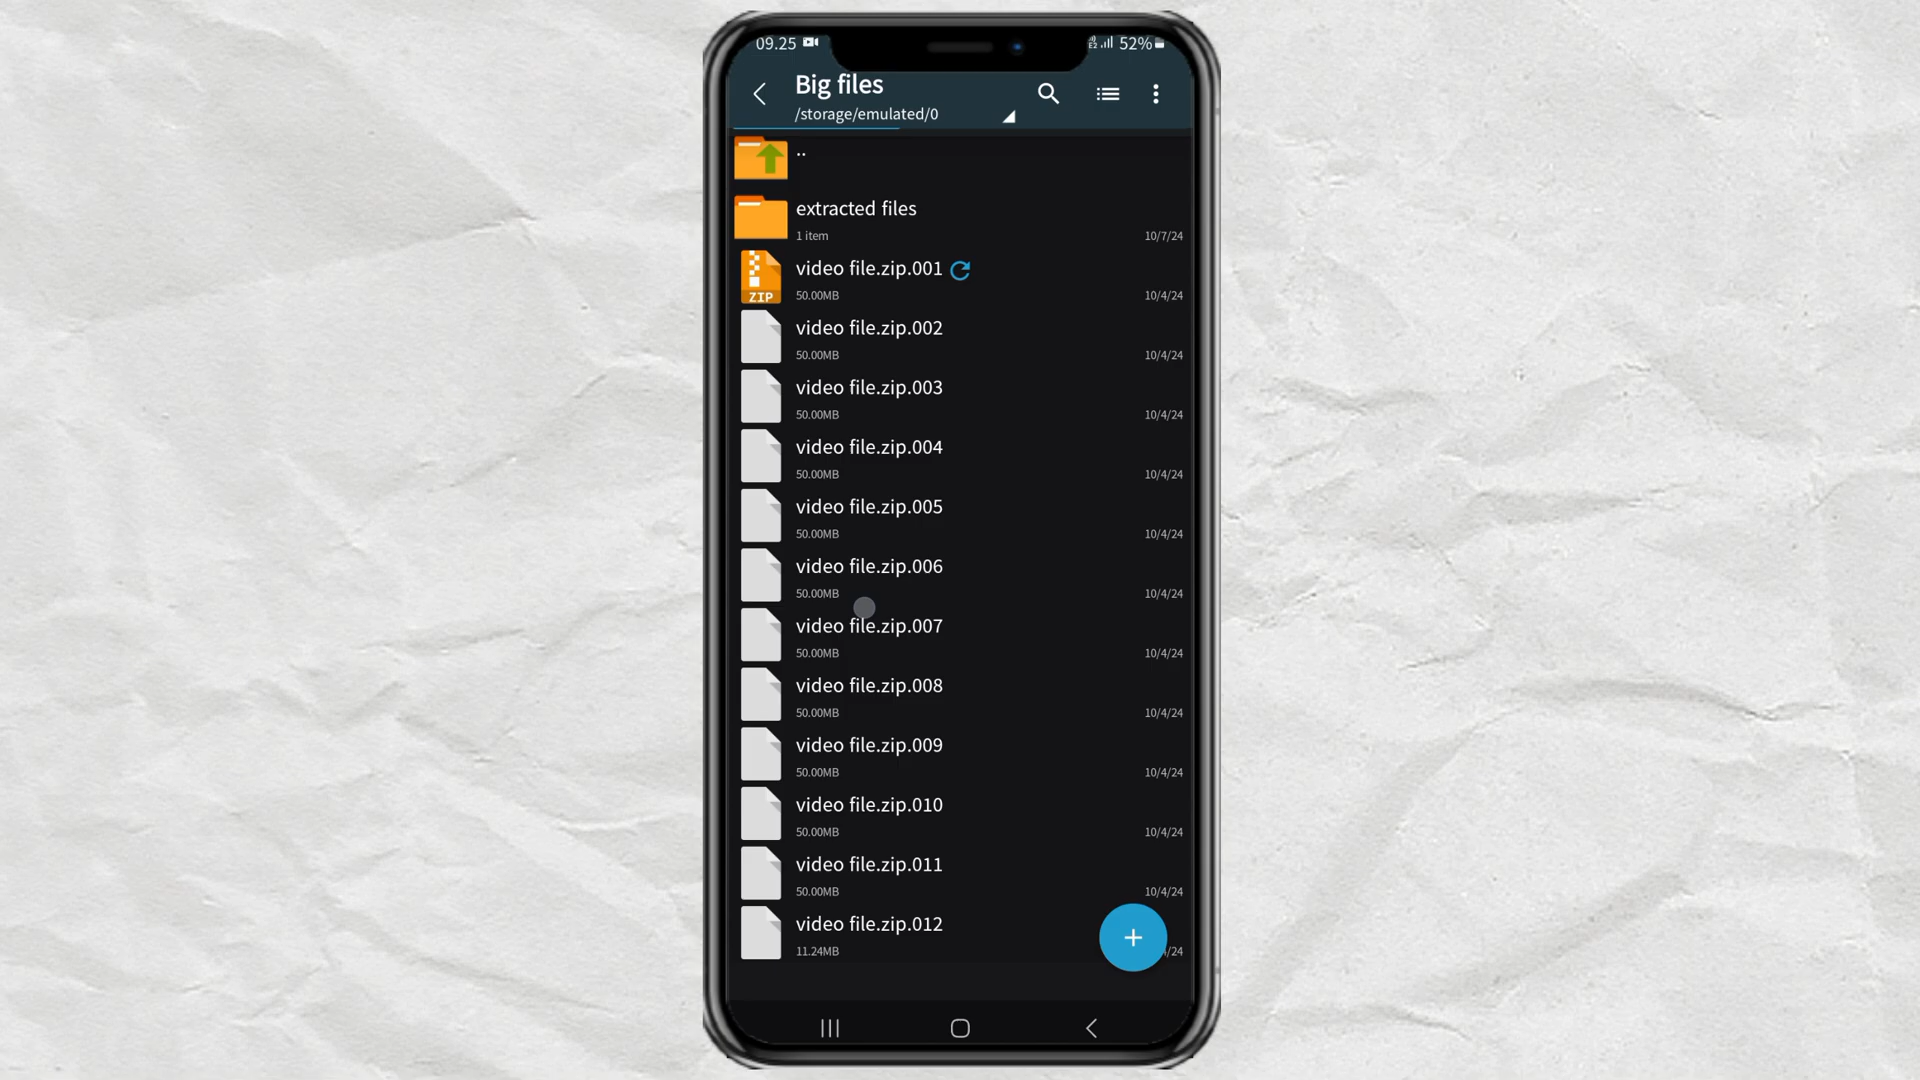 09.25 52%
Big files
/storage/emulated/0
..
extracted files
1 item 10/7/24
video file.zip.001
ZIP
50.00MB 10/4/24
video file.zip.002
50.00MB 10/4/24
video file.zip.003
50.00MB 10/4/24
video file.zip.004
50.00MB 10/4/24
video file.zip.005
50.00MB 10/4/24
video file.zip.006
50.00MB 10/4/24
video file.zip.007
50.00MB 10/4/24
video file.zip.008
50.00MB 10/4/24
video file.zip.009
50.00MB 10/4/24
video file.zip.010
50.00MB 10/4/24
video file.zip.011
50.00MB 10/4/24
video file.zip.012
11.24MB /24